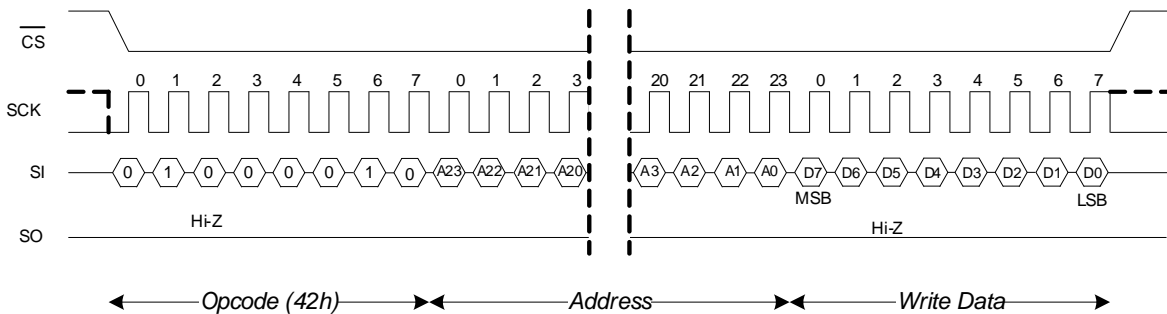 CS
0 1 2 3 4 5 6 7 0 1 2 3 20 21 22 23 0 1 2 3 4 5 6 7
SCK
SI 0 1 0 0 0 0 1 0 A23 A22 A21 A20 A3 A2 A1 A0 D7 D6 D5 D4 D3 D2 D1 D0
MSB LSB
Hi-Z Hi-Z
SO
Opcode (42h) Address Write Data